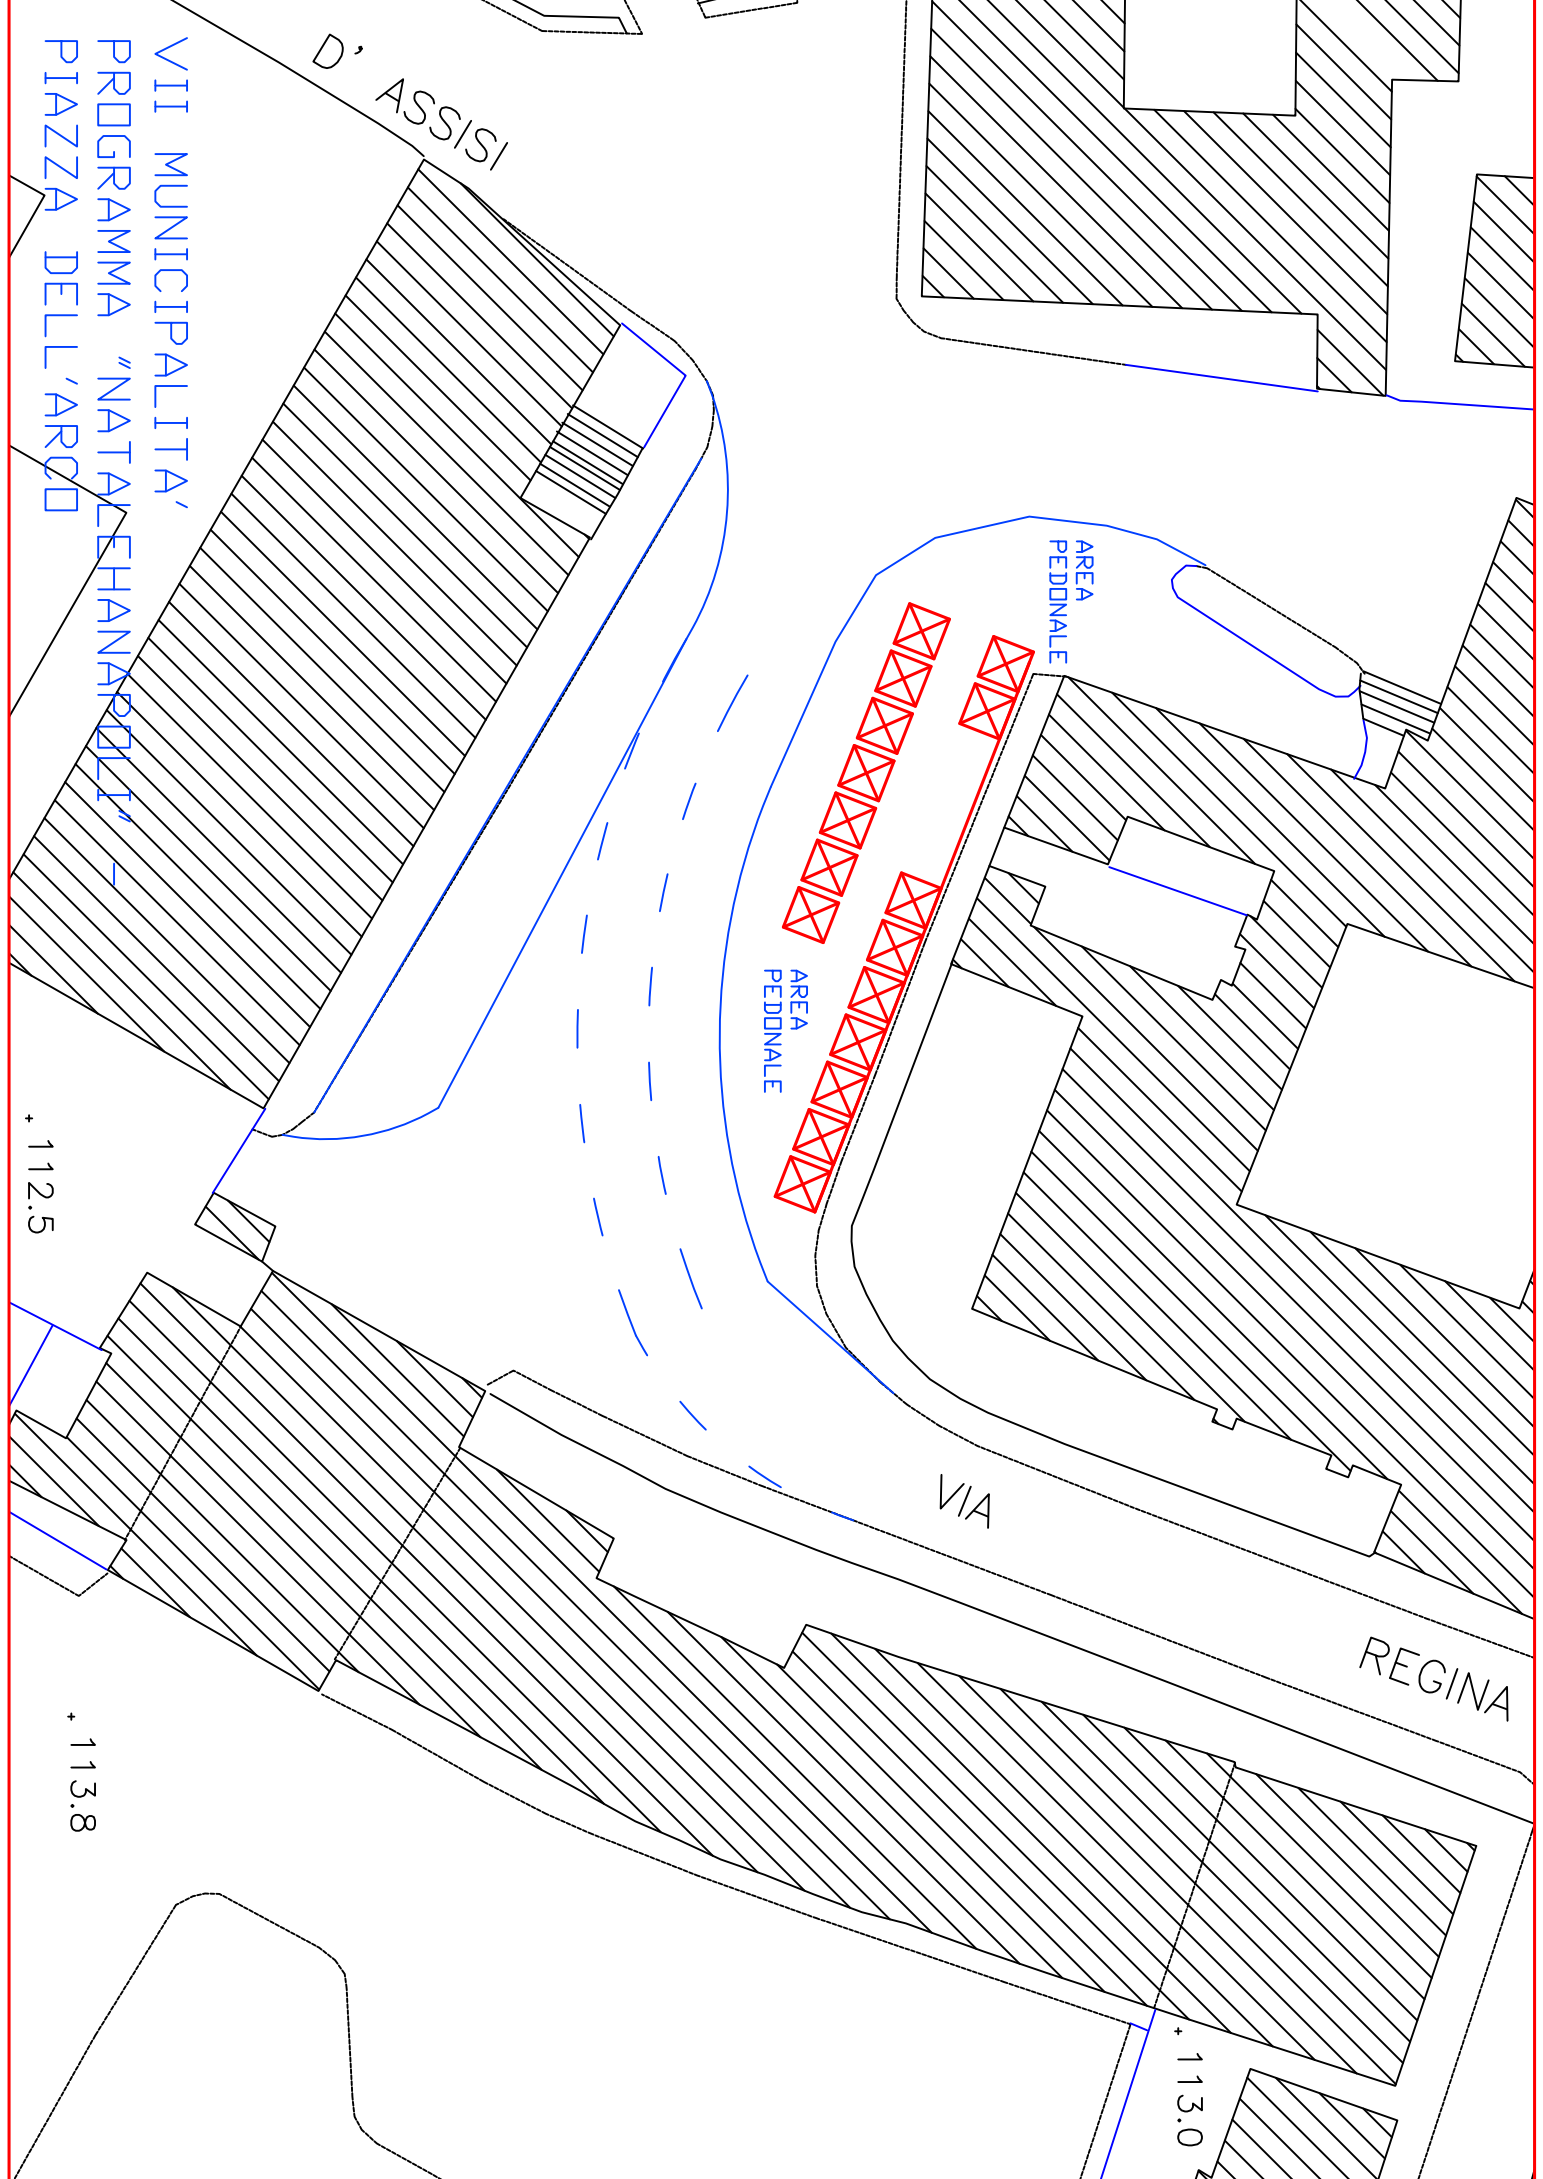 VII MUNICIPALITA'
PROGRAMMA "NATALEHANAPOLI" -
PIAZZA DELL'ARCO
D' ASSISI
AREA
PEDONALE
AREA
PEDONALE
VIA
REGINA
112.5
113.8
113.0